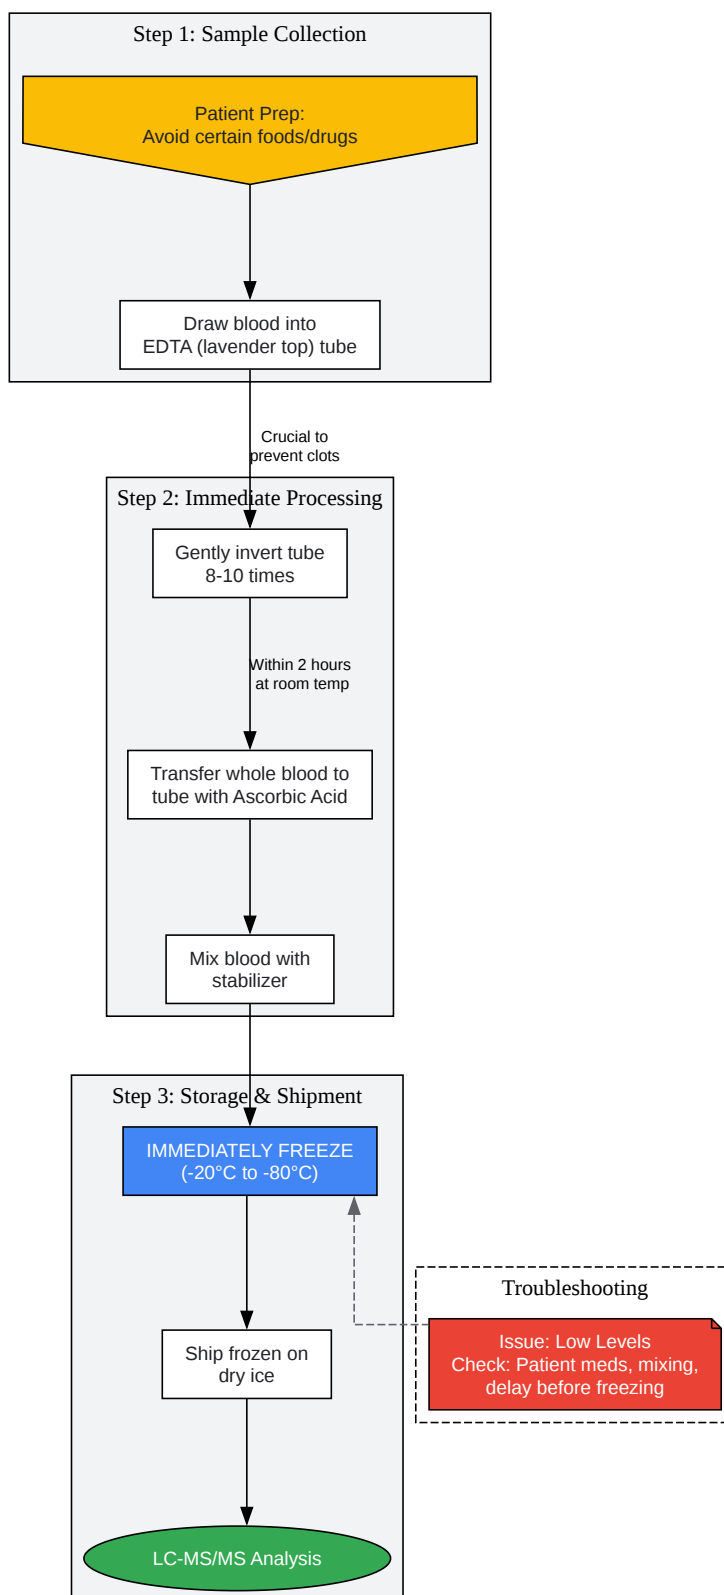 Step 1: Sample Collection
Patient Prep:
Avoid certain foods/drugs
Draw blood into
EDTA (lavender top) tube
Crucial to
prevent clots
Step 2: Immediate Processing
Gently invert tube
8-10 times
Within 2 hours
at room temp
Transfer whole blood to
tube with Ascorbic Acid
Mix blood with
stabilizer
Step 3: Storage & Shipment
IMMEDIATELY FREEZE
(-20°C to -80°C)
Troubleshooting
Issue: Low Levels
Check: Patient meds, mixing,
delay before freezing
Ship frozen on
dry ice
LC-MS/MS Analysis